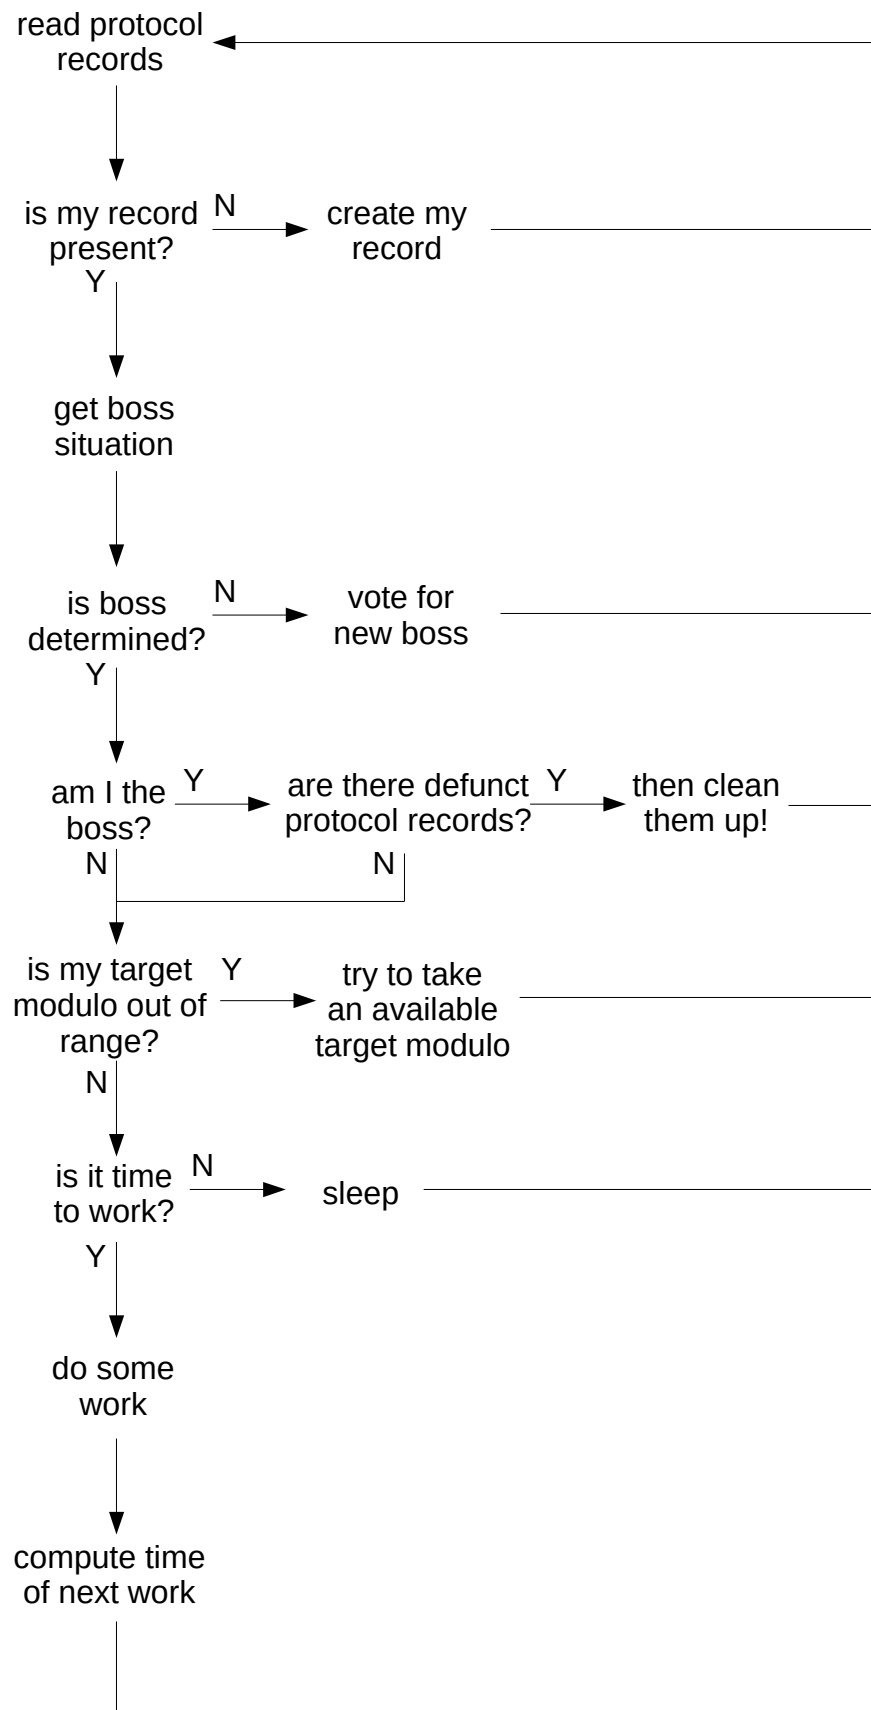 read protocol
records
is my record
present?
N
create my
record
Y
get boss
situation
is boss
determined?
N
vote for
new boss
Y
am I the
boss?
Y
are there defunct
protocol records?
Y
then clean
them up!
N
N
is my target
modulo out of
range?
Y
try to take
an available
target modulo
N
is it time
to work?
N
sleep
Y
do some
work
compute time
of next work